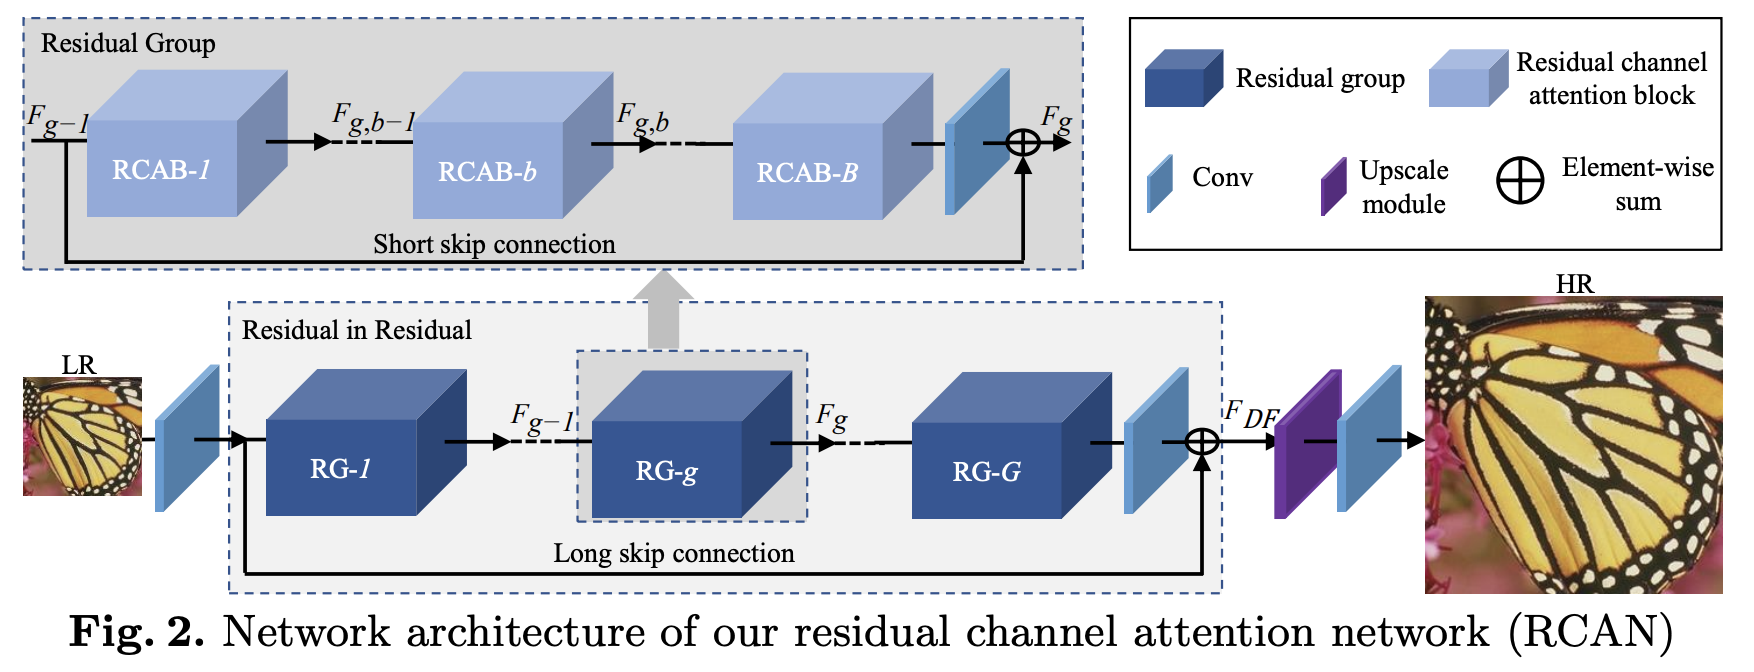 Residual Group
F_{g-1}
RCAB-1
F_{g,b-1}
RCAB-b
F_{g,b}
RCAB-B
F_g
Short skip connection
Residual group
Residual channel
attention block
Conv
Upscale
module
Element-wise
sum
Residual in Residual
LR
RG-1
F_{g-1}
RG-g
F_g
RG-G
F_{DF}
HR
Long skip connection
Fig. 2. Network architecture of our residual channel attention network (RCAN)